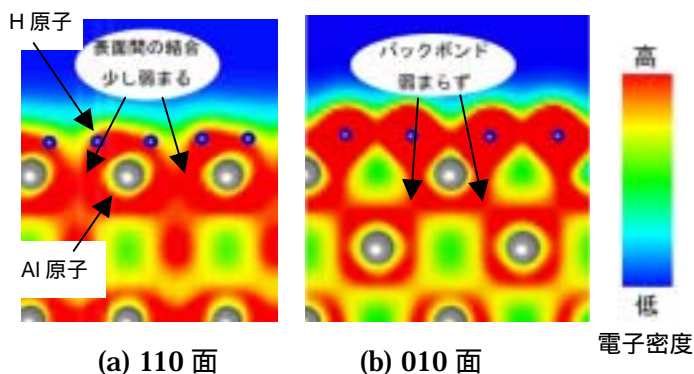 H 原子
表面間の結合
少し弱まる
Al 原子
(a) 110 面
バックボンド
弱まらず
(b) 010 面
高
低
電子密度